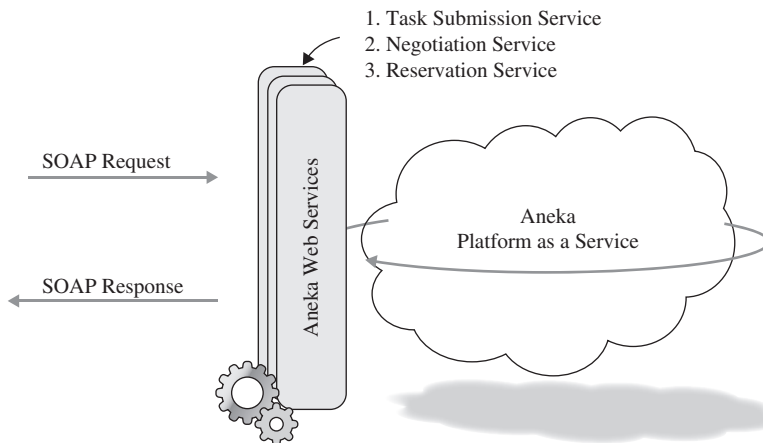 1. Task Submission Service
2. Negotiation Service
3. Reservation Service
SOAP Request
SOAP Response
Aneka Web Services
Aneka
Platform as a Service